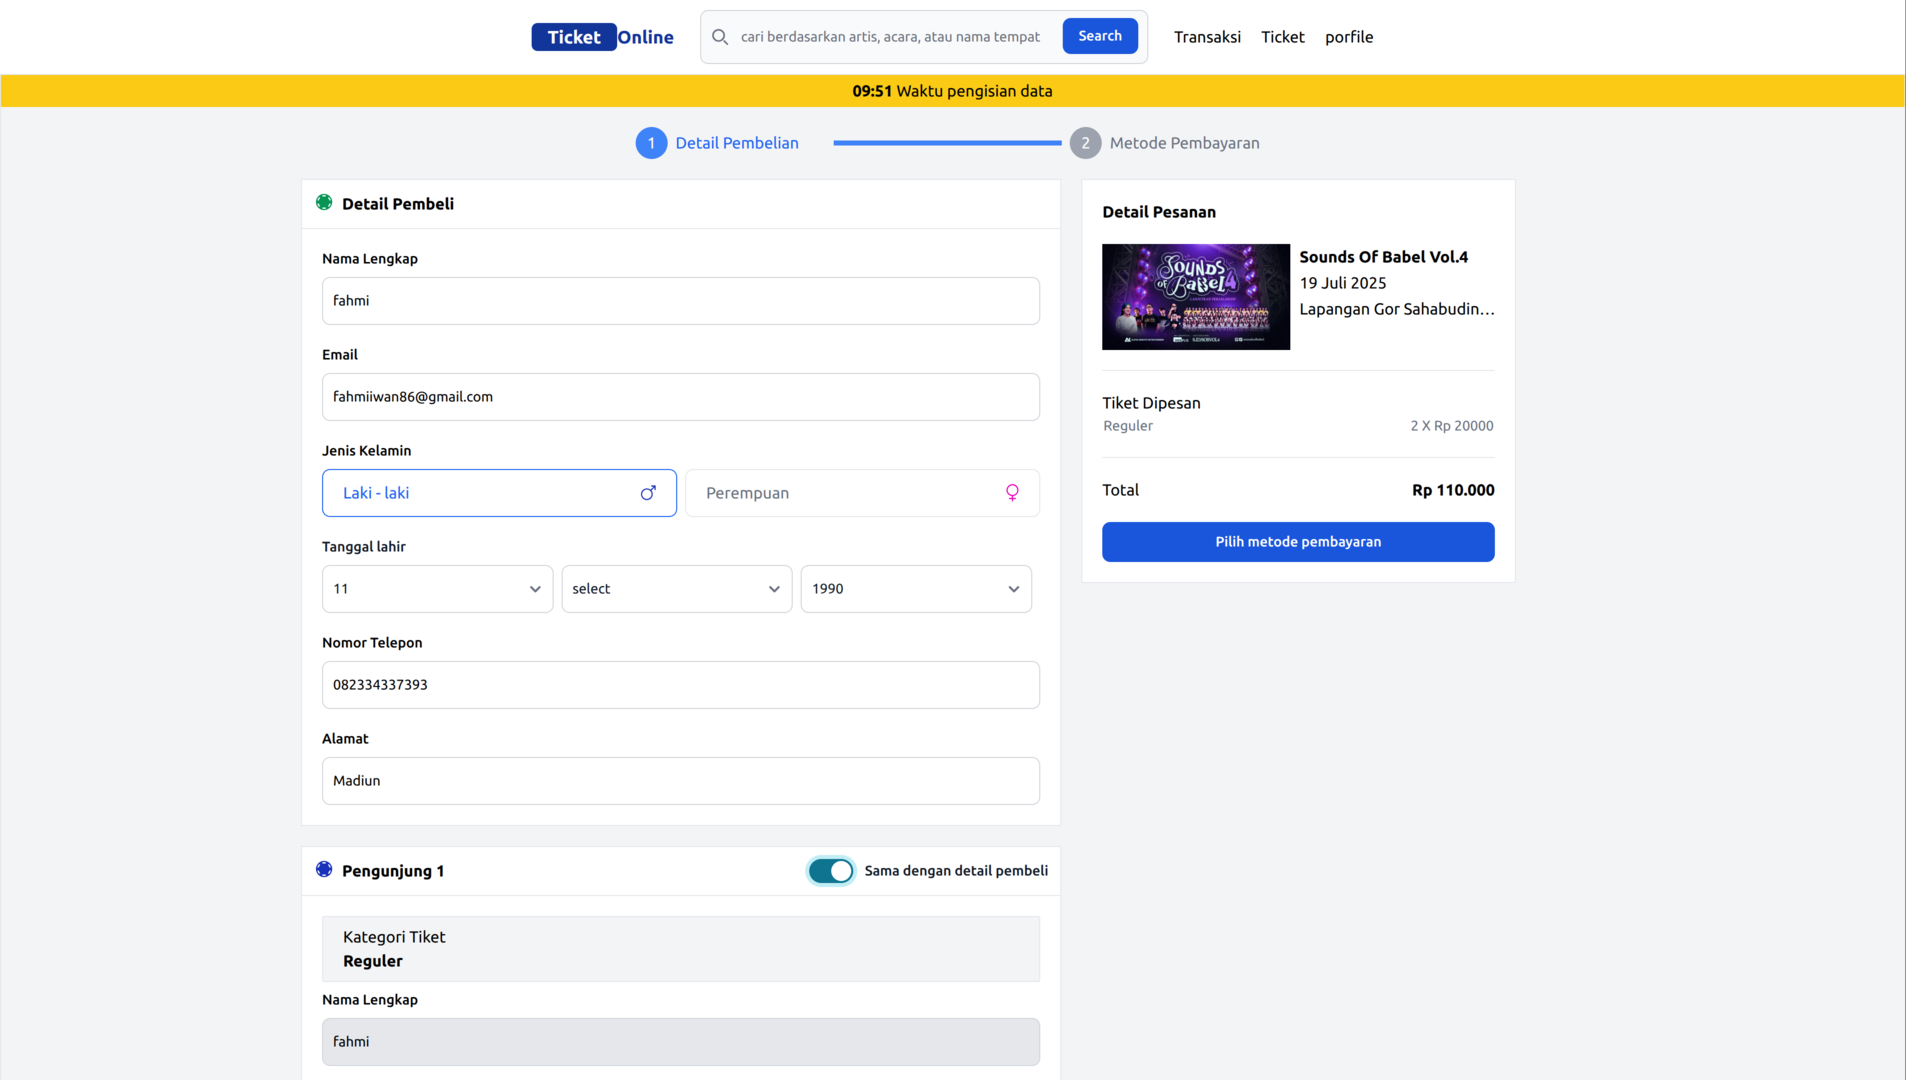 Ticket Online
cari berdasarkan artis, acara, atau nama tempat
Search
Transaksi
Ticket
porfile
09:51 Waktu pengisian data
1 Detail Pembelian
2 Metode Pembayaran
Detail Pembeli
Nama Lengkap
fahmi
Email
fahmiiwan86@gmail.com
Jenis Kelamin
Laki - laki
Perempuan
Tanggal lahir
11
select
1990
Nomor Telepon
082334337393
Alamat
Madiun
Pengunjung 1
Sama dengan detail pembeli
Kategori Tiket
Reguler
Nama Lengkap
fahmi
Detail Pesanan
SOUNDS
OF BABEL 4
Sounds Of Babel Vol.4
19 Juli 2025
Lapangan Gor Sahabudin...
Tiket Dipesan
Reguler
2 X Rp 20000
Total
Rp 110.000
Pilih metode pembayaran